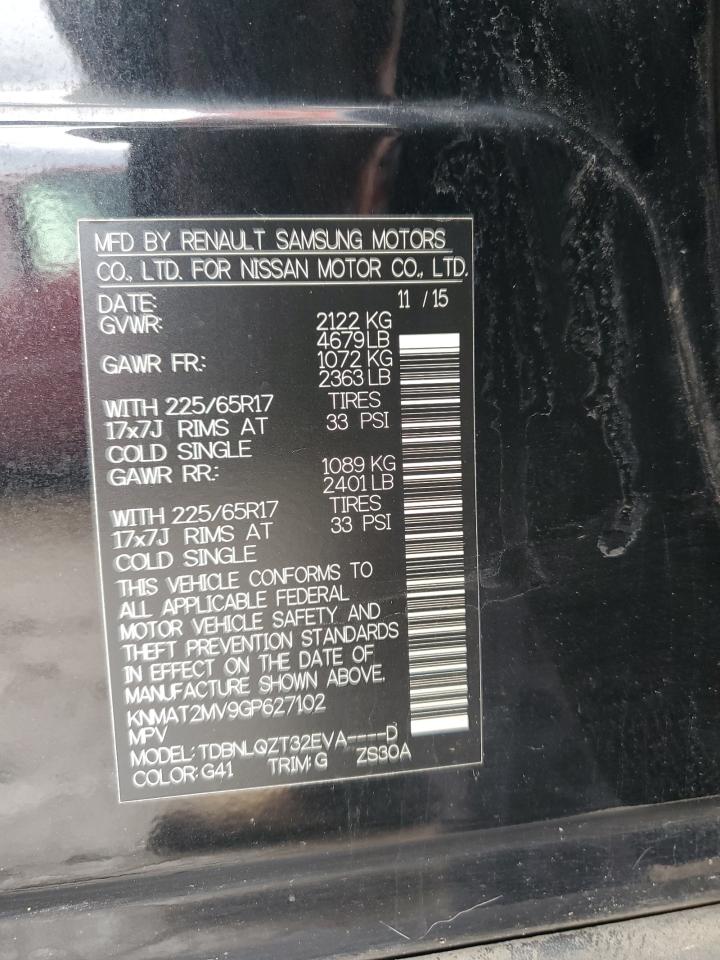 MFD BY RENAULT SAMSUNG MOTORS
CO., LTD. FOR NISSAN MOTOR CO., LTD.
DATE: 11 / 15
GVWR: 2122 KG
4679 LB
GAWR FR.: 1072 KG
2363 LB
WITH 225/65R17 TIRES
17x7J RIMS AT 33 PSI
COLD SINGLE
GAWR RR.: 1089 KG
2401 LB
WITH 225/65R17 TIRES
17x7J RIMS AT 33 PSI
COLD SINGLE
THIS VEHICLE CONFORMS TO
ALL APPLICABLE FEDERAL
MOTOR VEHICLE SAFETY AND
THEFT PREVENTION STANDARDS
IN EFFECT ON THE DATE OF
MANUFACTURE SHOWN ABOVE.
KNMAT2MV9GP627102
MPV
MODEL: TDBNLQZT32EVA----D
COLOR: G41 TRIM: G ZS30A